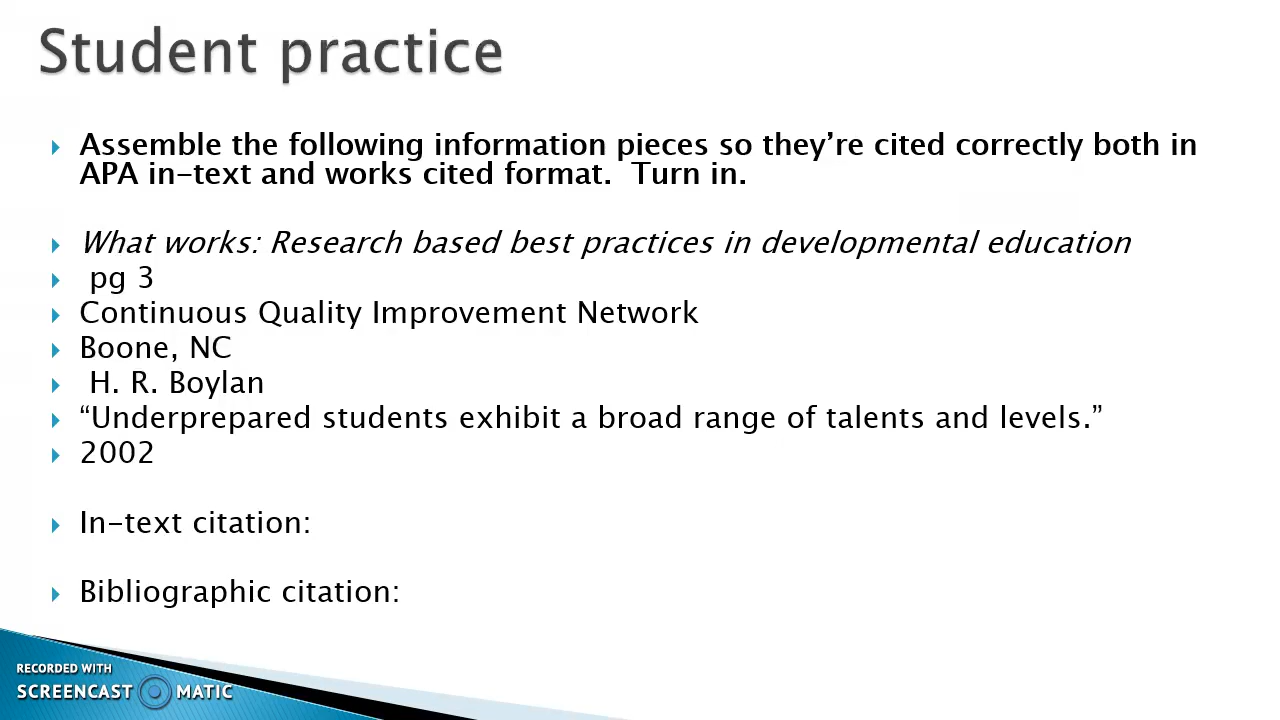 Student practice
Assemble the following information pieces so they’re cited correctly both in
APA in-text and works cited format.  Turn in.
What works: Research based best practices in developmental education
pg 3
Continuous Quality Improvement Network
Boone, NC
H. R. Boylan
“Underprepared students exhibit a broad range of talents and levels.”
2002
In-text citation:
Bibliographic citation:
RECORDED WITH
SCREENCAST MATIC